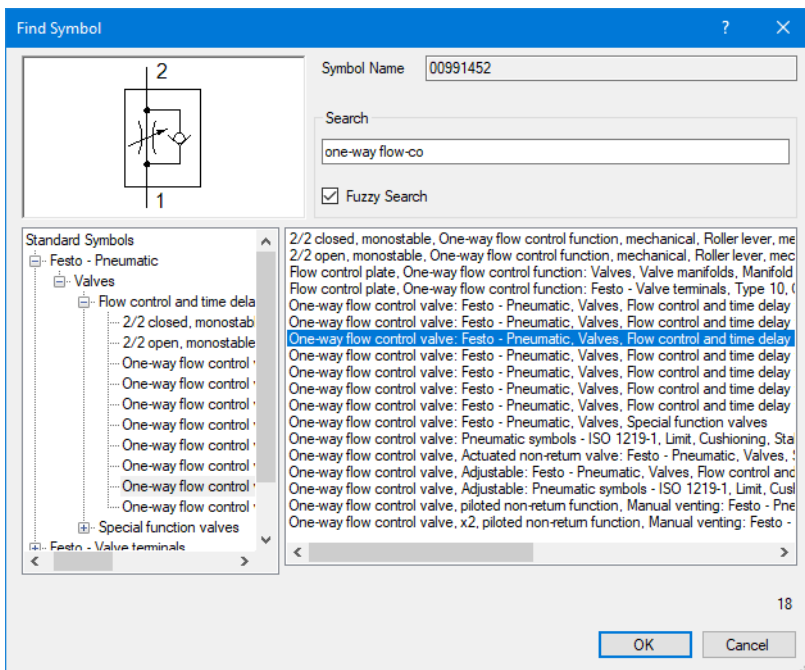 Find Symbol
?
2
1
Symbol Name
00991452
Search
one-way flow-co
Fuzzy Search
Standard Symbols
Festo - Pneumatic
Valves
Flow control and time dela
2/2 closed, monostab
2/2 open, monostable
One-way flow control
One-way flow control
One-way flow control
One-way flow control
One-way flow control
One-way flow control
One-way flow control
One-way flow control
Special function valves
Festo - Valve terminals
2/2 closed, monostable, One-way flow control function, mechanical, Roller lever, me
2/2 open, monostable, One-way flow control function, mechanical, Roller lever, mec
Flow control plate, One-way flow control function: Valves, Valve manifolds, Manifold
Flow control plate, One-way flow control function: Festo - Valve terminals, Type 10, (
One-way flow control valve: Festo - Pneumatic, Valves, Flow control and time delay
One-way flow control valve: Festo - Pneumatic, Valves, Flow control and time delay
One-way flow control valve: Festo - Pneumatic, Valves, Flow control and time delay
One-way flow control valve: Festo - Pneumatic, Valves, Flow control and time delay
One-way flow control valve: Festo - Pneumatic, Valves, Flow control and time delay
One-way flow control valve: Festo - Pneumatic, Valves, Flow control and time delay
One-way flow control valve: Festo - Pneumatic, Valves, Flow control and time delay
One-way flow control valve: Festo - Pneumatic, Valves, Special function valves
One-way flow control valve: Pneumatic symbols - ISO 1219-1, Limit, Cushioning, Sta
One-way flow control valve, Actuated non-return valve: Festo - Pneumatic, Valves,
One-way flow control valve, Adjustable: Festo - Pneumatic, Valves, Flow control and
One-way flow control valve, Adjustable: Pneumatic symbols - ISO 1219-1, Limit, Cusl
One-way flow control valve, piloted non-return function, Manual venting: Festo - Pne
One-way flow control valve, x2, piloted non-return function, Manual venting: Festo -
18
OK
Cancel